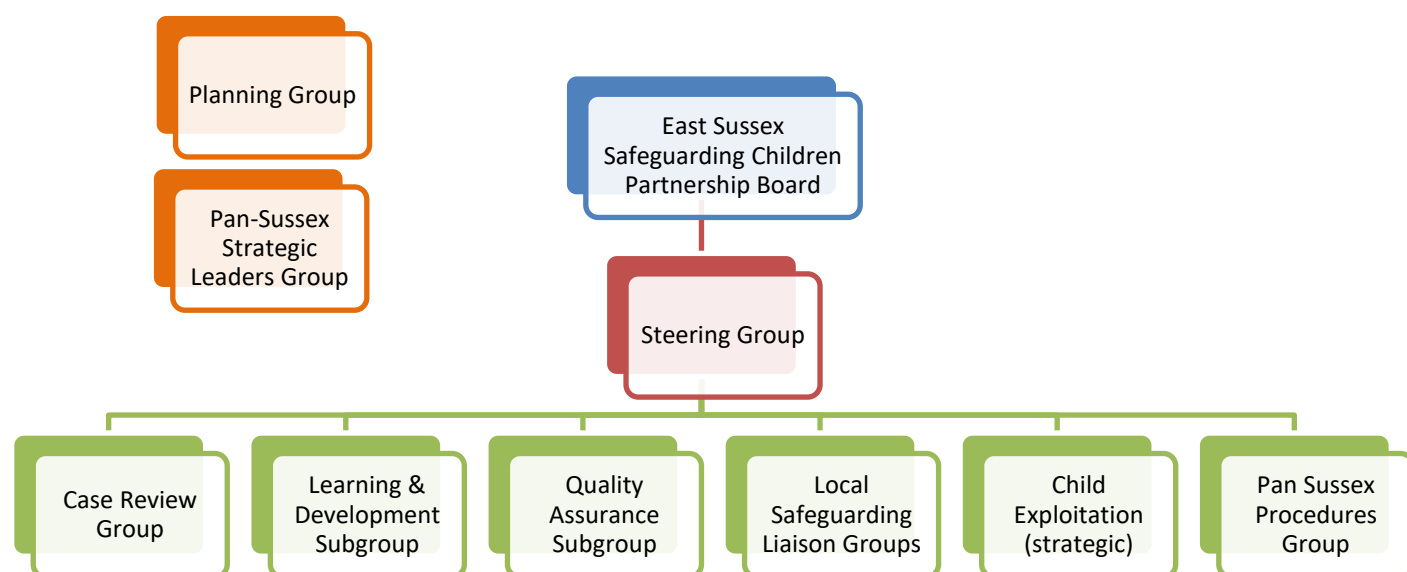 Planning Group
Pan-Sussex
Strategic
Leaders Group
East Sussex
Safeguarding Children
Partnership Board
Steering Group
Case Review
Group
Learning &
Development
Subgroup
Quality
Assurance
Subgroup
Local
Safeguarding
Liaison Groups
Child
Exploitation
(strategic)
Pan Sussex
Procedures
Group